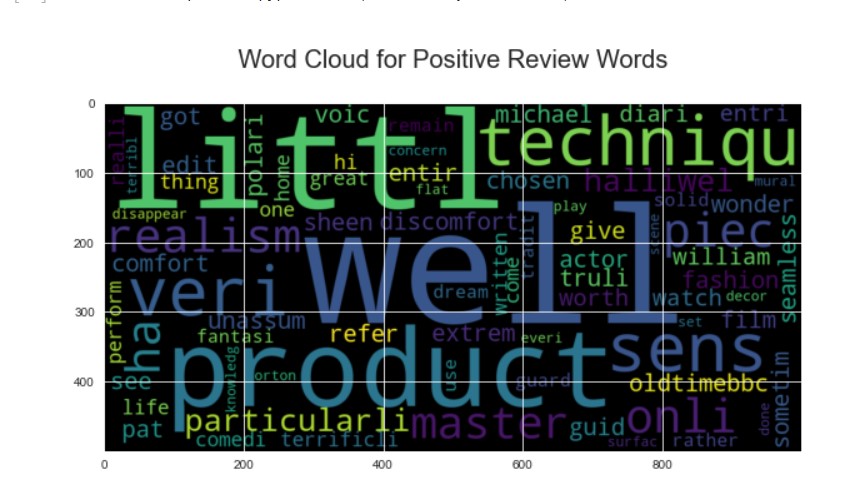 Word Cloud for Positive Review Words
0
100
200
300
400
0
200
400
600
800
littl
got
voic
remain
michael
diari
entri
techniqu
realli
terribl
polari
home
edit
thing
hi
great
concern
entir
flat
chosen
halliwel
mural
disappear
one
sheen
discomfort
play
solid
wonder
realism
well
written
come
tradit
give
scene
piec
seamless
comfort
actor
truli
william
fashion
veri
dream
worth
watch
decor
perform
ha
unassum
fantasi
refer
extrem
everi
set
film
product
sens
see
knowledg
orton
use
guard
oldtimebbc
life
particularli
master
guid
onli
done
sometim
pat
comedi
terrificli
surfac
rather